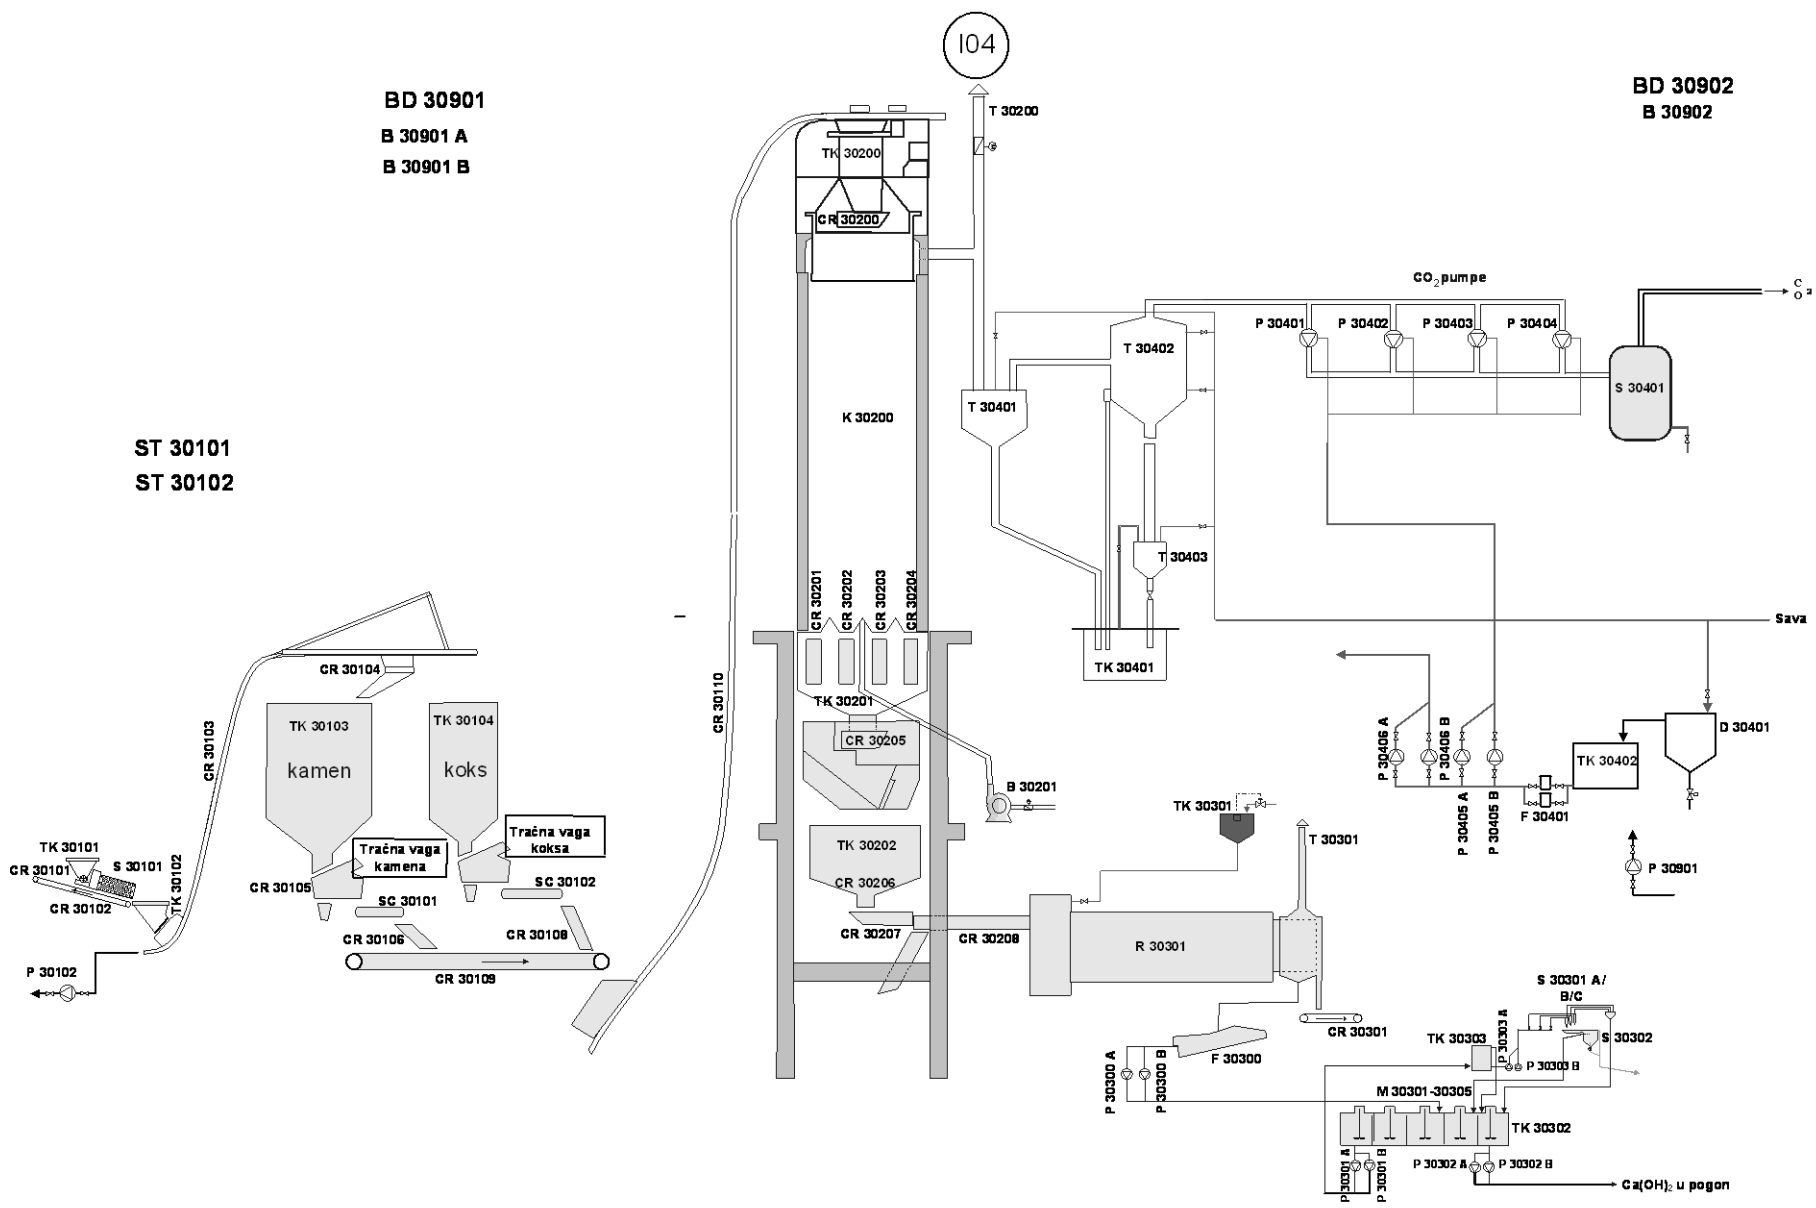 I04
BD 30901
B 30901 A
B 30901 B
BD 30902
B 30902
T 30200
TK 30200
CR 30200
CO₂ pumpe
C
O ₂
P 30401
P 30402
P 30403
P 30404
T 30402
S 30401
T 30401
K 30200
ST 30101
ST 30102
T 30403
CR 30201
CR 30202
CR 30203
CR 30204
Sava
TK 30401
CR 30104
TK 30201
CR 30110
CR 30103
TK 30103
kamen
TK 30104
koks
CR 30205
D 30401
P 30406 A
P 30406 B
TK 30402
B 30201
TK 30301
F 30401
P 30405 A
P 30405 B
Tračna vaga
koksa
Tračna vaga
kamena
TK 30202
CR 30206
T 30301
TK 30101
CR 30101
S 30101
TK 30102
CR 30102
CR 30105
SC 30102
SC 30101
P 30901
CR 30106
CR 30108
CR 30207
CR 30208
R 30301
P 30102
CR 30109
S 30301 A/
B/C
CR 30301
TK 30303
P 30303 A
S 30302
F 30300
P 30303 B
P 30300 A
P 30300 B
M 30301-30305
TK 30302
P 30301 A
P 30301 B
P 30302 A
P 30302 B
Ca(OH)₂ u pogon